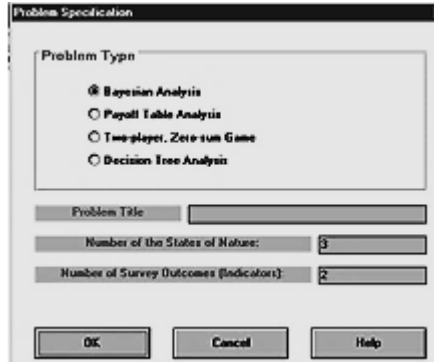 Problem Specification
Problem Type
Bayesian Analysis
Payoff Table Analysis
Two-player, Zero-sum Game
Decision Tree Analysis
Problem Title
Number of the States of Nature:
3
Number of Survey Outcomes (Indicators):
2
OK
Cancel
Help